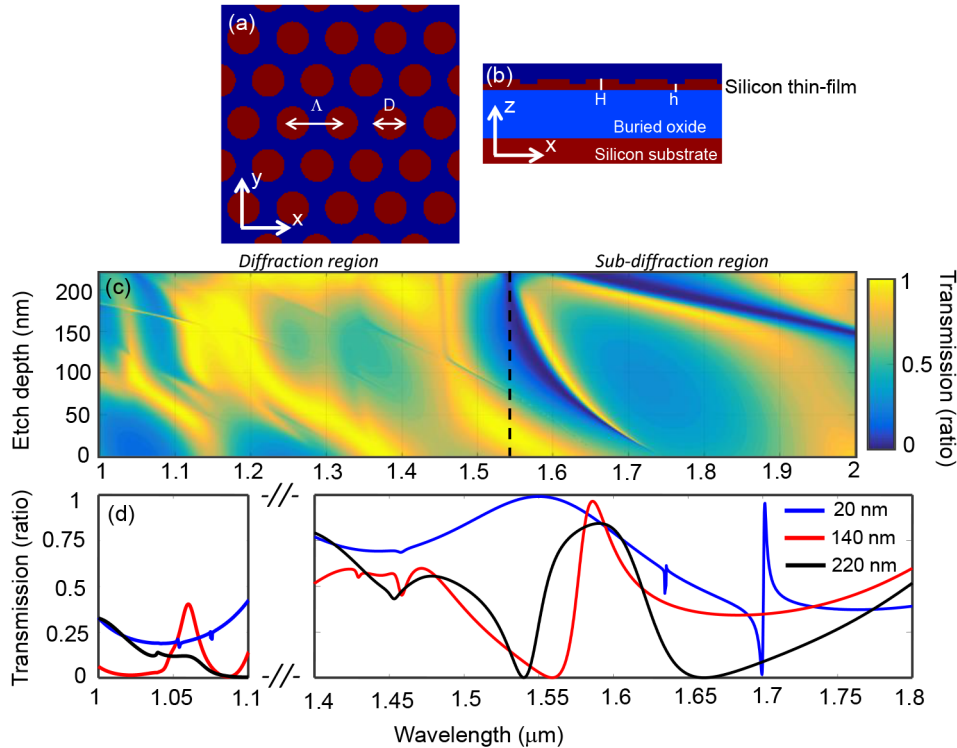 (a)
Λ
D
y
x
(b)
H
h
Silicon thin-film
z
Buried oxide
x
Silicon substrate
Diffraction region
Sub-diffraction region
(c)
Etch depth (nm)
200
150
100
50
0
1 1.1 1.2 1.3 1.4 1.5 1.6 1.7 1.8 1.9 2
1
0.5
0
Transmission (ratio)
(d)
Transmission (ratio)
1
0.75
0.5
0.25
0
-//-
-//-
20 nm
140 nm
220 nm
1 1.05 1.1 1.4 1.45 1.5 1.55 1.6 1.65 1.7 1.75 1.8
Wavelength (μm)